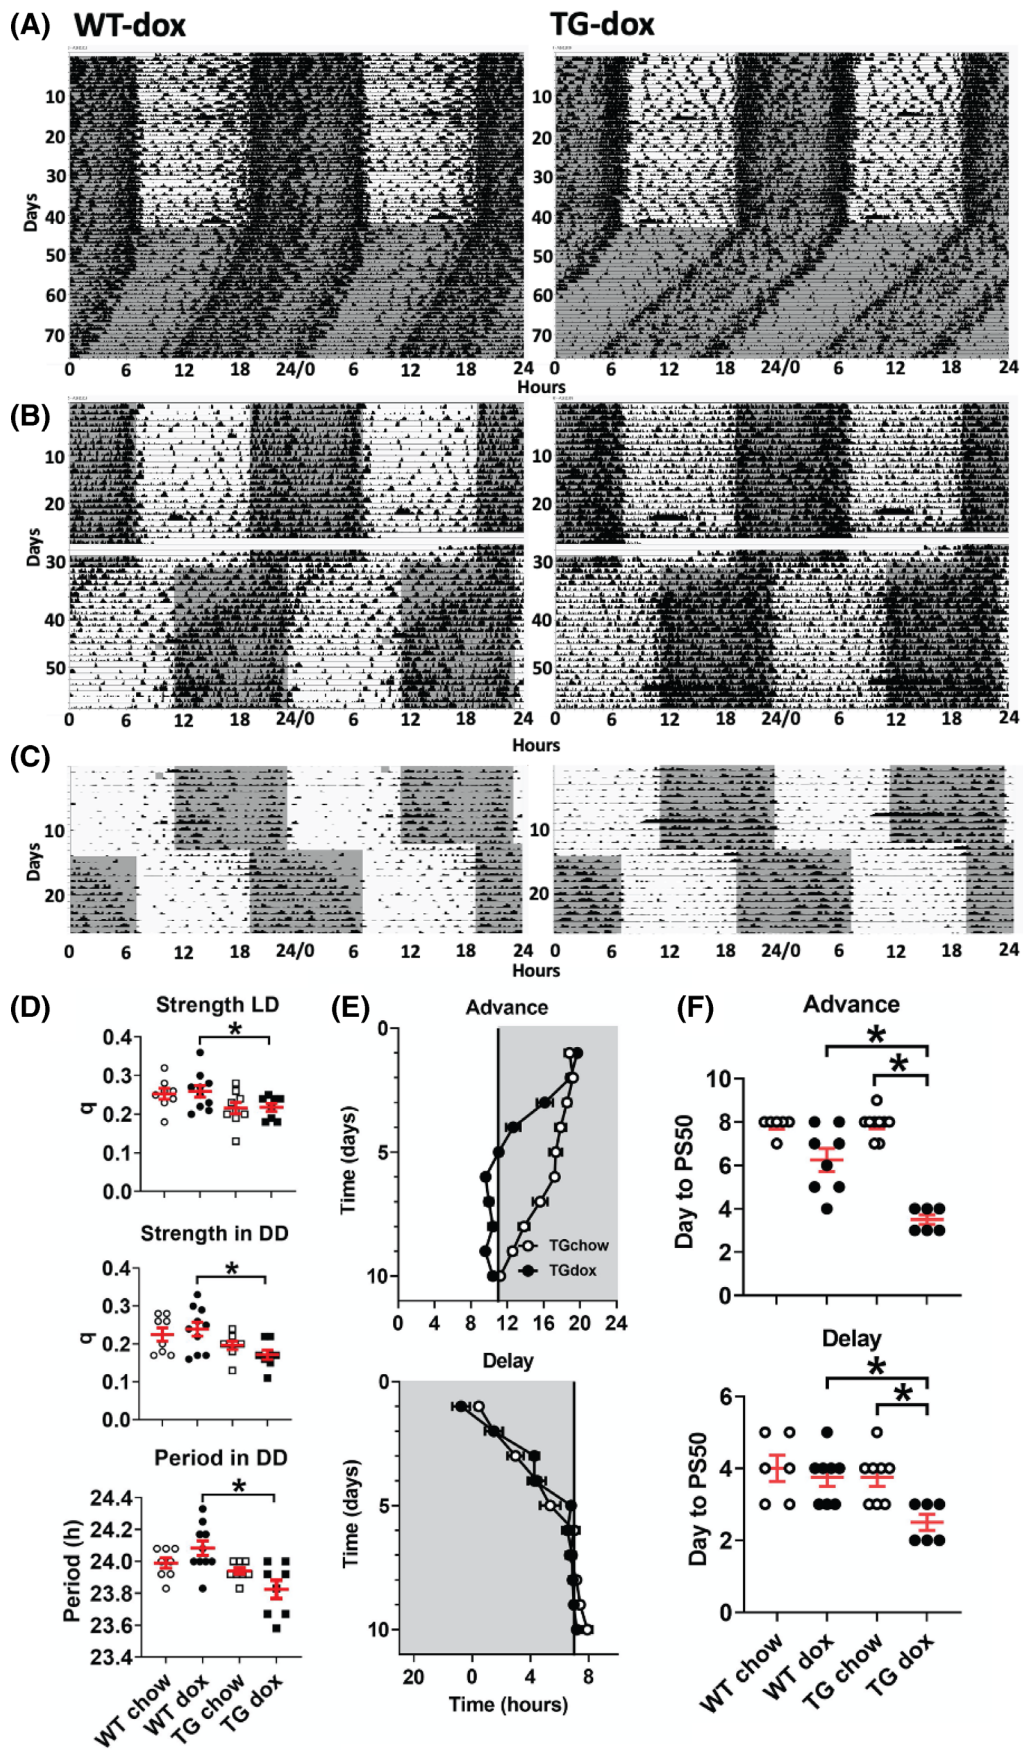 (A) WT-dox TG-dox
Days
10 10
20 20
30 30
40 40
50 50
60 60
70 70
0 6 12 18 24/0 6 12 18 24 0 6 12 18 24/0 6 12 18 24
Hours
(B)
Days
10 10
20 20
30 30
40 40
50 50
0 6 12 18 24/0 6 12 18 24 0 6 12 18 24/0 6 12 18 24
Hours
(C)
Days
10 10
20 20
0 6 12 18 24/0 6 12 18 24 0 6 12 18 24/0 6 12 18 24
Hours
(D)
Strength LD
*
q
0.4
0.3
0.2
0.1
0.0
Strength in DD
*
q
0.4
0.3
0.2
0.1
0.0
Period in DD
*
Period (h)
24.4
24.2
24.0
23.8
23.6
23.4
WT chow
WT dox
TG chow
TG dox
(E)
Advance
Time (days)
0
5
10
TGchow
TGdox
0 4 8 12 16 20 24
Delay
Time (days)
0
5
10
20 0 4 8
Time (hours)
(F)
Advance
*
*
Day to PS50
10
8
6
4
2
0
Delay
*
*
Day to PS50
6
4
2
0
WT chow
WT dox
TG chow
TG dox